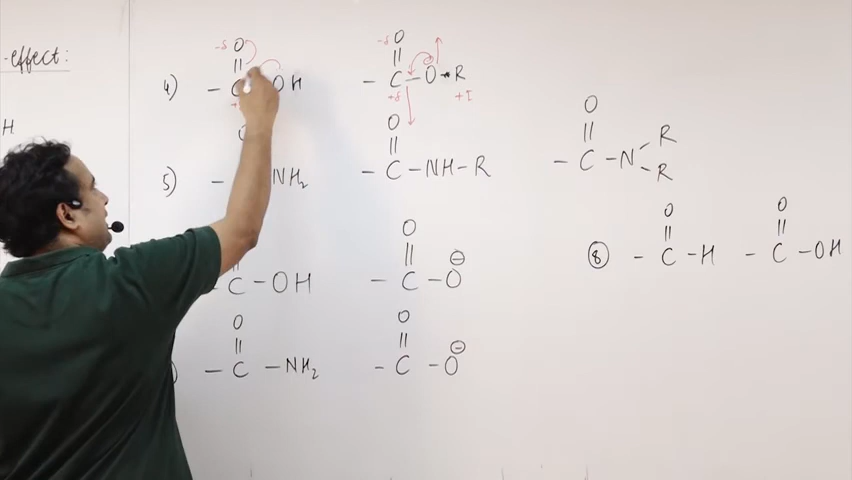 -effect:
H
4)
-δ O
||
- C - OH
-δ O
||
- C - O - R
+δ +I
5)
- NH₂
O
||
- C - NH - R
O
||
- C - N - R
R
C - OH
O
||
- C - O⊖
O
||
- C - NH₂
O
||
- C - O⊖
⑧
O
||
- C - H
O
||
- C - OH